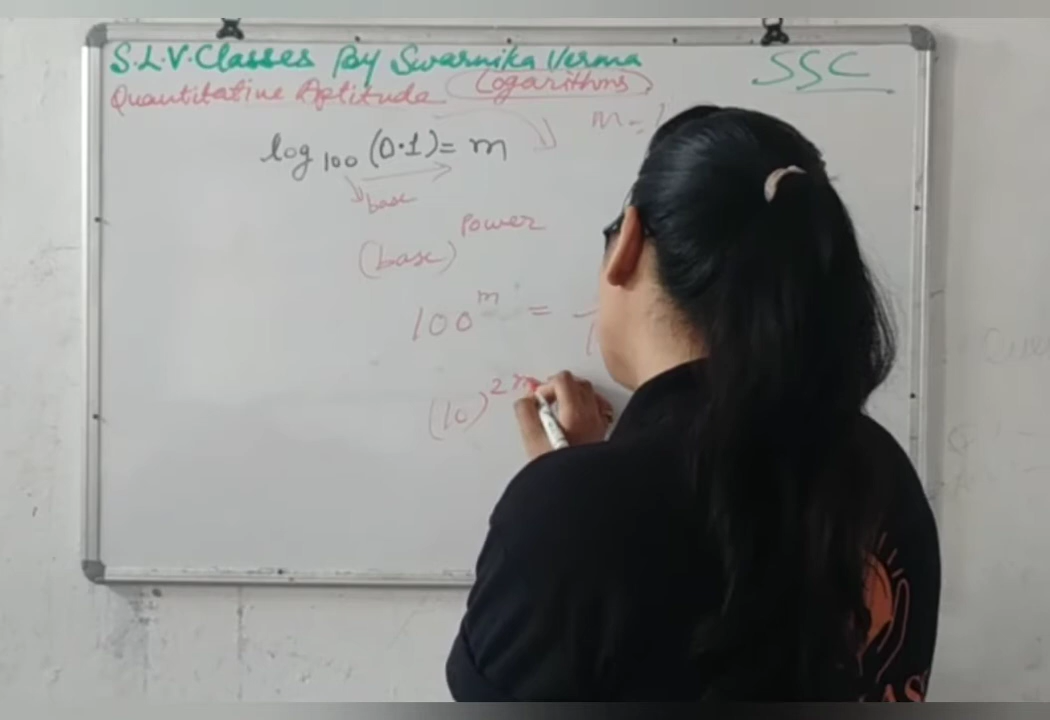 S.L.V. Classes By Swarnika Verma
SSC
Quantitative Aptitude Logarithms
m =
log 100 (0.1) = m
base
(base) Power
100 m =
(10) 2m